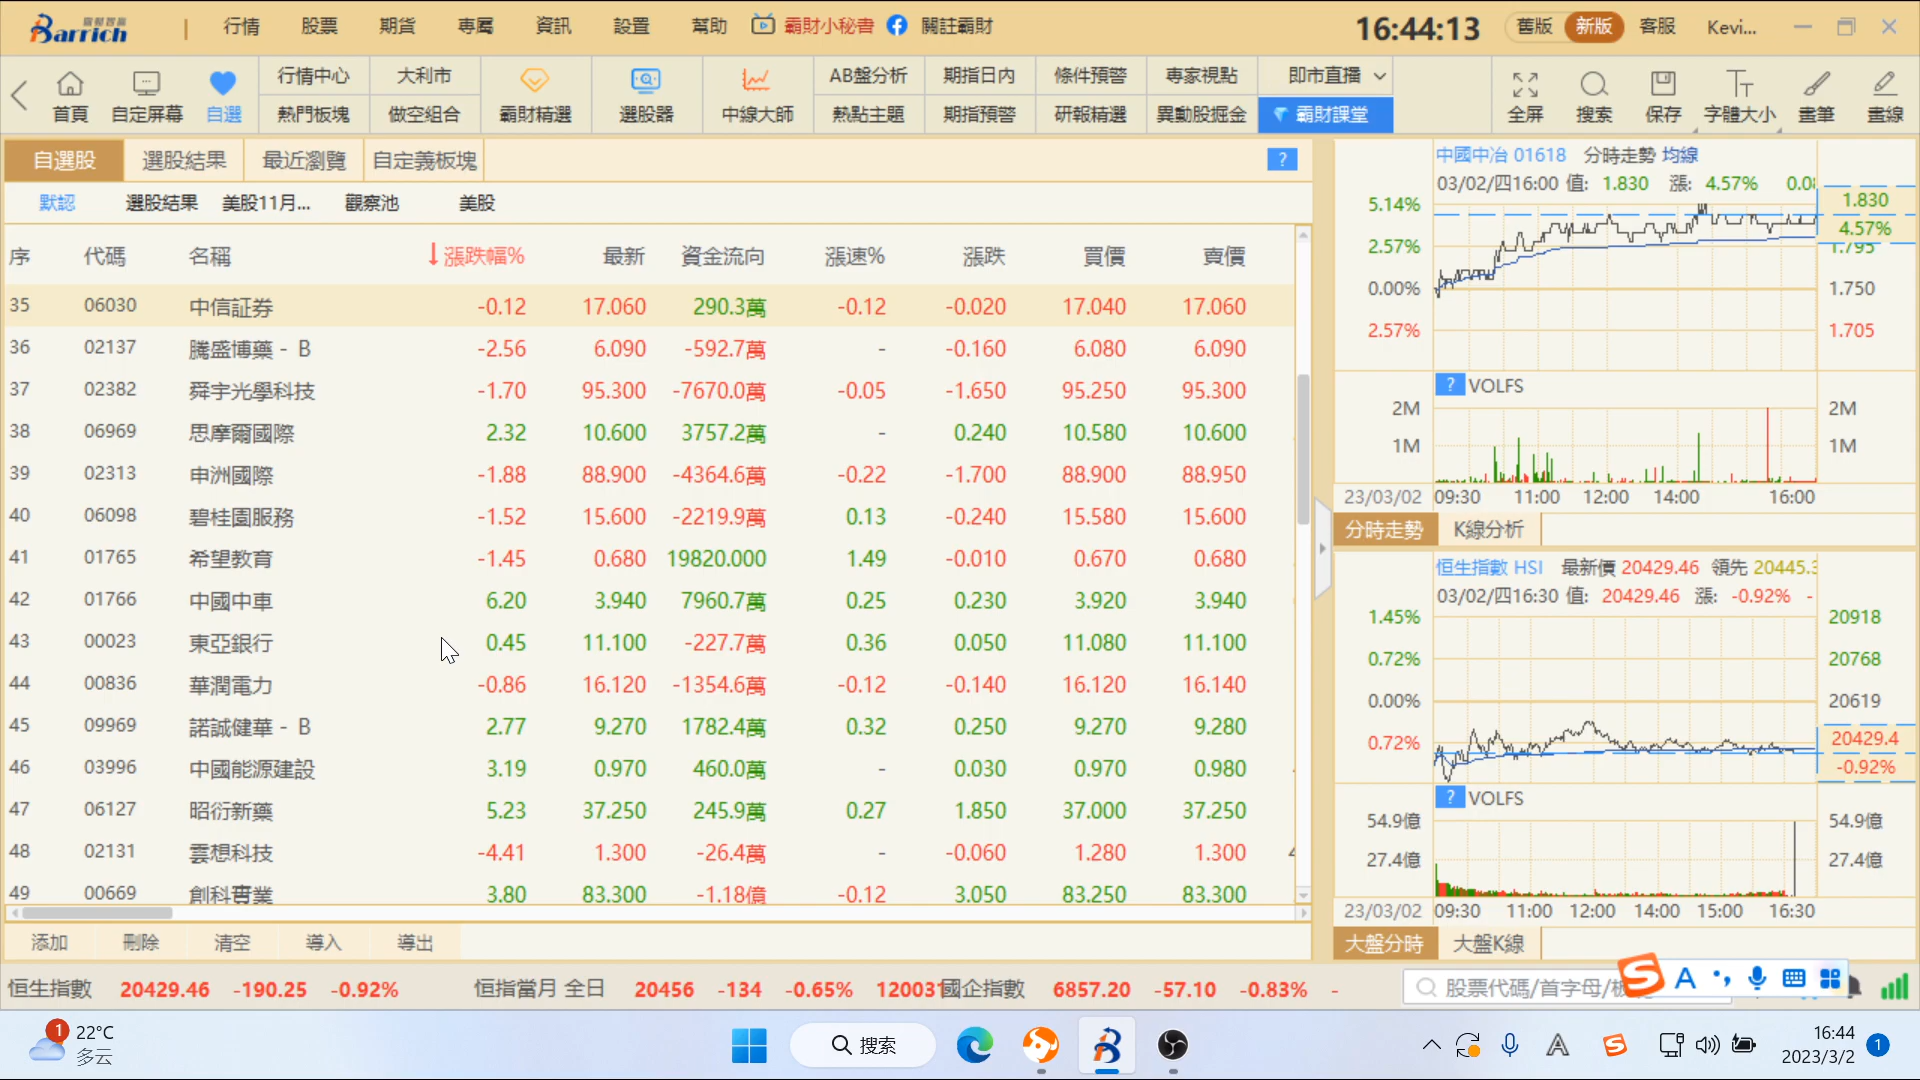 Barrich
行情 股票 期貨 專屬 資訊 設置 幫助 霸財小秘書 關註霸財
16:44:13 舊版 新版 客服 Kevi...
首頁 自定屏幕 自選
行情中心 大利市
熱門板塊 做空組合
霸財精選 選股器 中線大師
AB盤分析 期指日內 條件預警 專家視點 即市直播
熱點主題 期指預警 研報精選 異動股掘金 霸財課堂
全屏 搜索 保存 字體大小 畫筆 畫線
自選股 選股結果 最近瀏覽 自定義板塊 ?
默認 選股結果 美股11月... 觀察池 美股
序 代碼 名稱 漲跌幅% 最新 資金流向 漲速% 漲跌 買價 賣價
35 06030 中信証券 -0.12 17.060 290.3萬 -0.12 -0.020 17.040 17.060
36 02137 騰盛博藥 - B -2.56 6.090 -592.7萬 - -0.160 6.080 6.090
37 02382 舜宇光學科技 -1.70 95.300 -7670.0萬 -0.05 -1.650 95.250 95.300
38 06969 思摩爾國際 2.32 10.600 3757.2萬 - 0.240 10.580 10.600
39 02313 申洲國際 -1.88 88.900 -4364.6萬 -0.22 -1.700 88.900 88.950
40 06098 碧桂園服務 -1.52 15.600 -2219.9萬 0.13 -0.240 15.580 15.600
41 01765 希望教育 -1.45 0.680 19820.000 1.49 -0.010 0.670 0.680
42 01766 中國中車 6.20 3.940 7960.7萬 0.25 0.230 3.920 3.940
43 00023 東亞銀行 0.45 11.100 -227.7萬 0.36 0.050 11.080 11.100
44 00836 華潤電力 -0.86 16.120 -1354.6萬 -0.12 -0.140 16.120 16.140
45 09969 諾誠健華 - B 2.77 9.270 1782.4萬 0.32 0.250 9.270 9.280
46 03996 中國能源建設 3.19 0.970 460.0萬 - 0.030 0.970 0.980
47 06127 昭衍新藥 5.23 37.250 245.9萬 0.27 1.850 37.000 37.250
48 02131 雲想科技 -4.41 1.300 -26.4萬 - -0.060 1.280 1.300
49 00669 創科實業 3.80 83.300 -1.18億 -0.12 3.050 83.250 83.300
添加 刪除 清空 導入 導出
中國中冶 01618 分時走勢 均線
03/02/四16:00 值: 1.830 漲: 4.57%
5.14% 1.830
4.57%
2.57% 1.795
0.00% 1.750
2.57% 1.705
? VOLFS
2M 2M
1M 1M
23/03/02 09:30 11:00 12:00 14:00 16:00
分時走勢 K線分析
恒生指數 HSI 最新價 20429.46 領先 20445.3
03/02/四16:30 值: 20429.46 漲: -0.92% -
1.45% 20918
0.72% 20768
0.00% 20619
0.72% 20429.4
-0.92%
? VOLFS
54.9億 54.9億
27.4億 27.4億
23/03/02 09:30 11:00 12:00 14:00 15:00 16:30
大盤分時 大盤K線
恒生指數 20429.46 -190.25 -0.92% 恒指當月 全日 20456 -134 -0.65% 120031 國企指數 6857.20 -57.10 -0.83% -
股票代碼/首字母/
S A
1 22°C
多云
搜索
S
16:44
2023/3/2
1